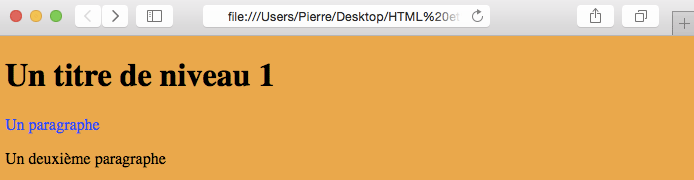 file:///Users/Pierre/Desktop/HTML%20et
Un titre de niveau 1
Un paragraphe
Un deuxième paragraphe